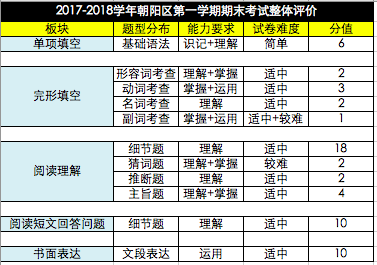 2017-2018学年朝阳区第一学期期末考试整体评价
板块 题型分布 能力要求 试卷难度 分值
单项填空 基础语法 识记+理解 简单 6
完形填空
形容词考查 理解+掌握 适中 2
动词考查 掌握+运用 适中 3
名词考查 理解 适中 2
副词考查 掌握+运用 适中+较难 1
阅读理解
细节题 理解 适中 18
猜词题 理解+掌握 较难 2
推断题 理解 适中 2
主旨题 理解+掌握 适中 4
阅读短文回答问题 细节题 理解 适中 10
书面表达 文段表达 运用 适中 10